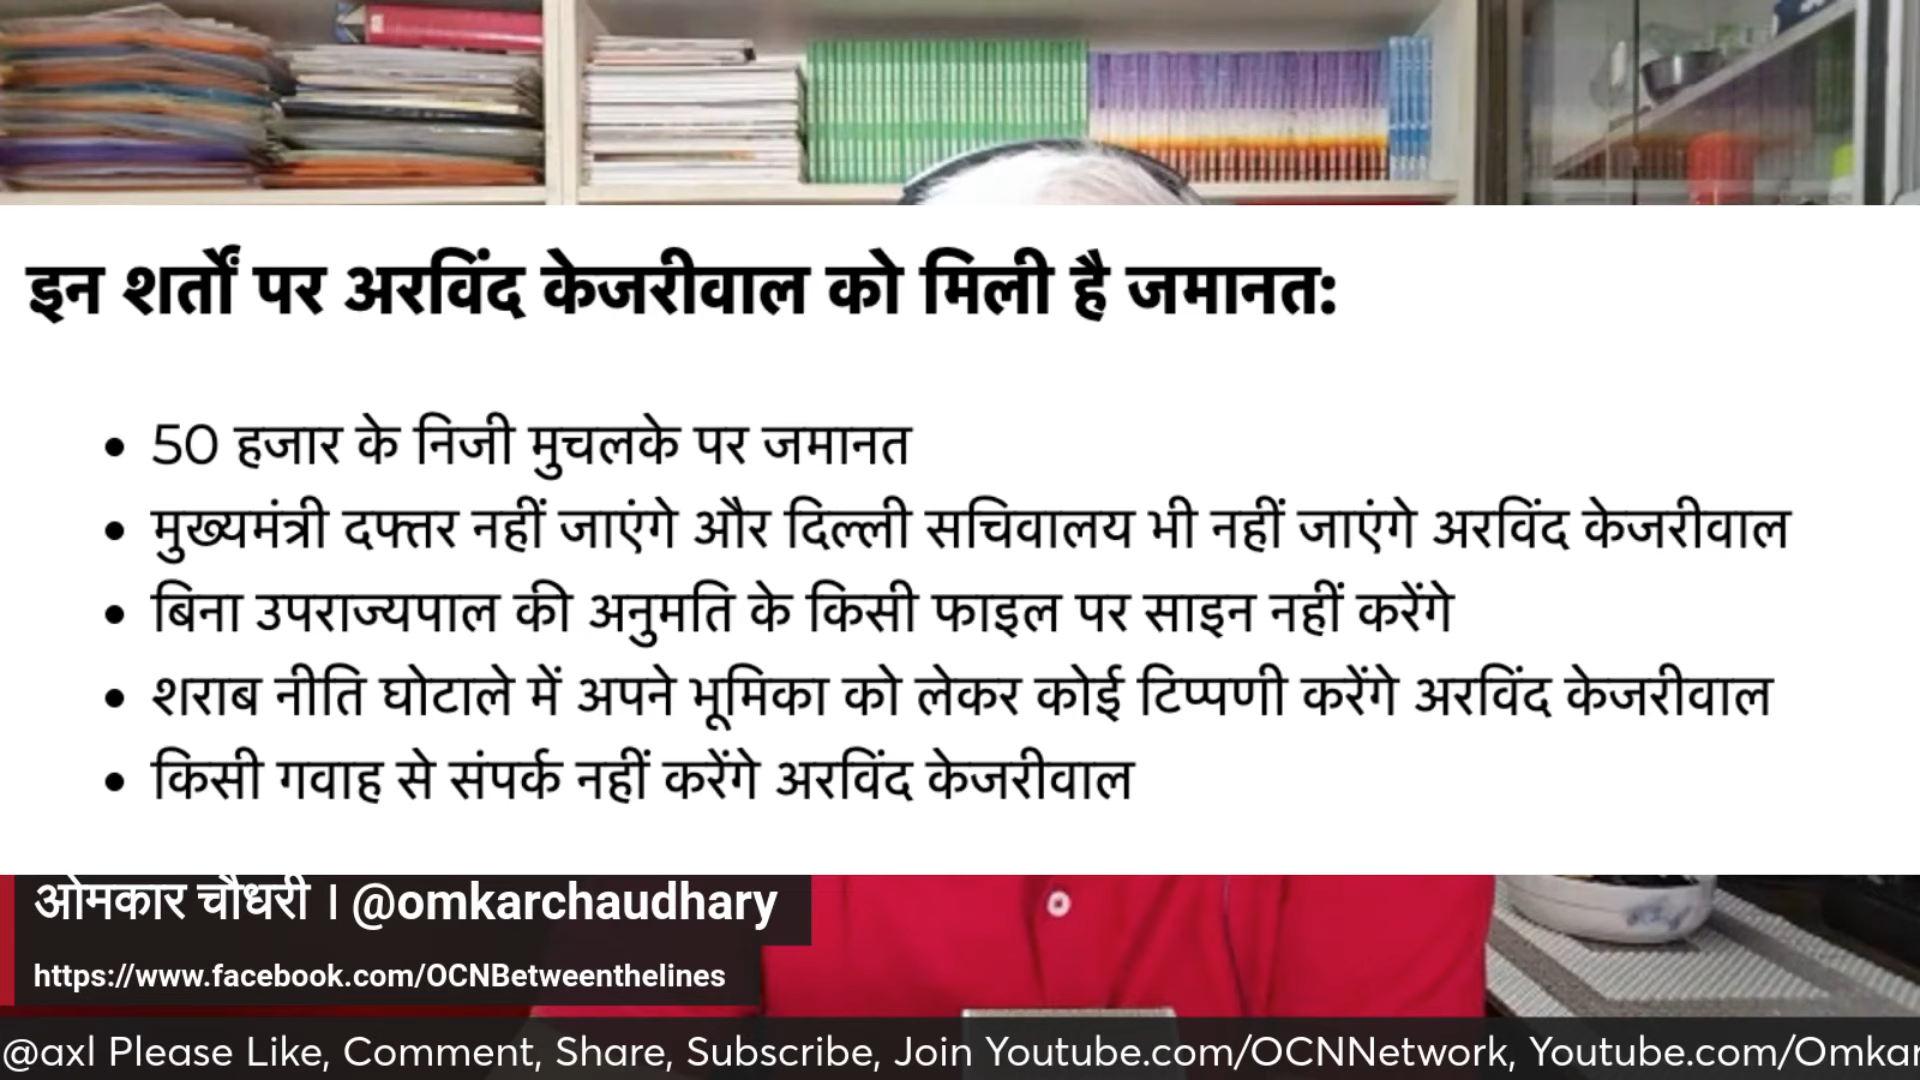 इन शर्तों पर अरविंद केजरीवाल को मिली है जमानत:
• 50 हजार के निजी मुचलके पर जमानत
• मुख्यमंत्री दफ्तर नहीं जाएंगे और दिल्ली सचिवालय भी नहीं जाएंगे अरविंद केजरीवाल
• बिना उपराज्यपाल की अनुमति के किसी फाइल पर साइन नहीं करेंगे
• शराब नीति घोटाले में अपने भूमिका को लेकर कोई टिप्पणी करेंगे अरविंद केजरीवाल
• किसी गवाह से संपर्क नहीं करेंगे अरविंद केजरीवाल
ओमकार चौधरी । @omkarchaudhary
https://www.facebook.com/OCNBetweenthelines
@axl Please Like, Comment, Share, Subscribe, Join Youtube.com/OCNNetwork, Youtube.com/Omkar